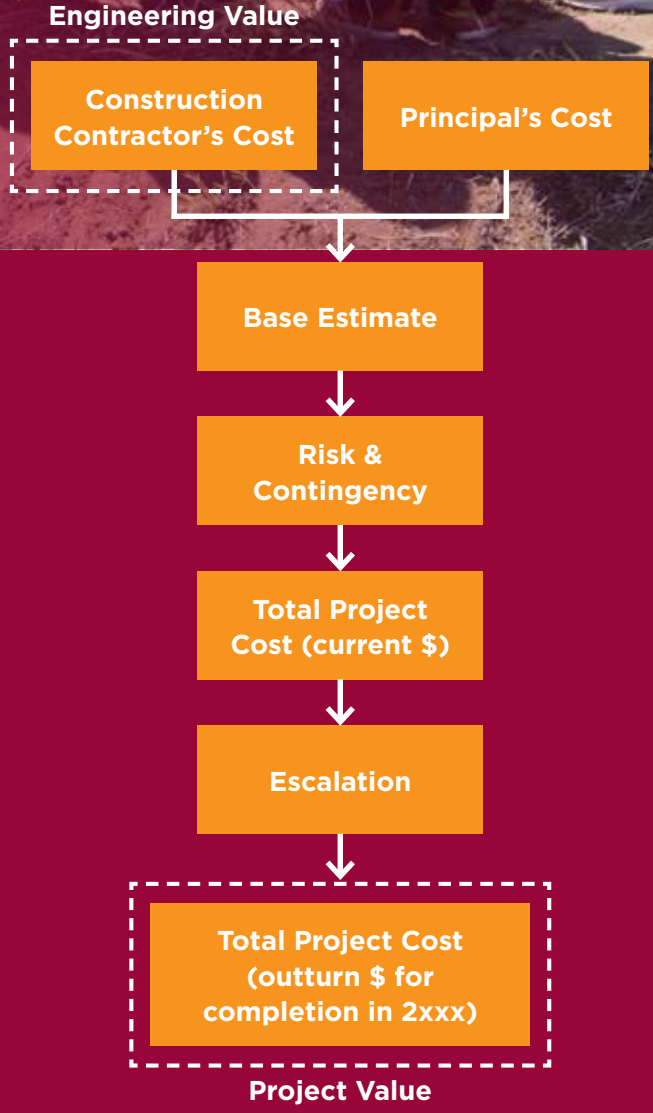 Engineering Value
Construction
Contractor’s Cost
Principal’s Cost
Base Estimate
Risk &
Contingency
Total Project
Cost (current $)
Escalation
Total Project Cost
(outturn $ for
completion in 2xxx)
Project Value